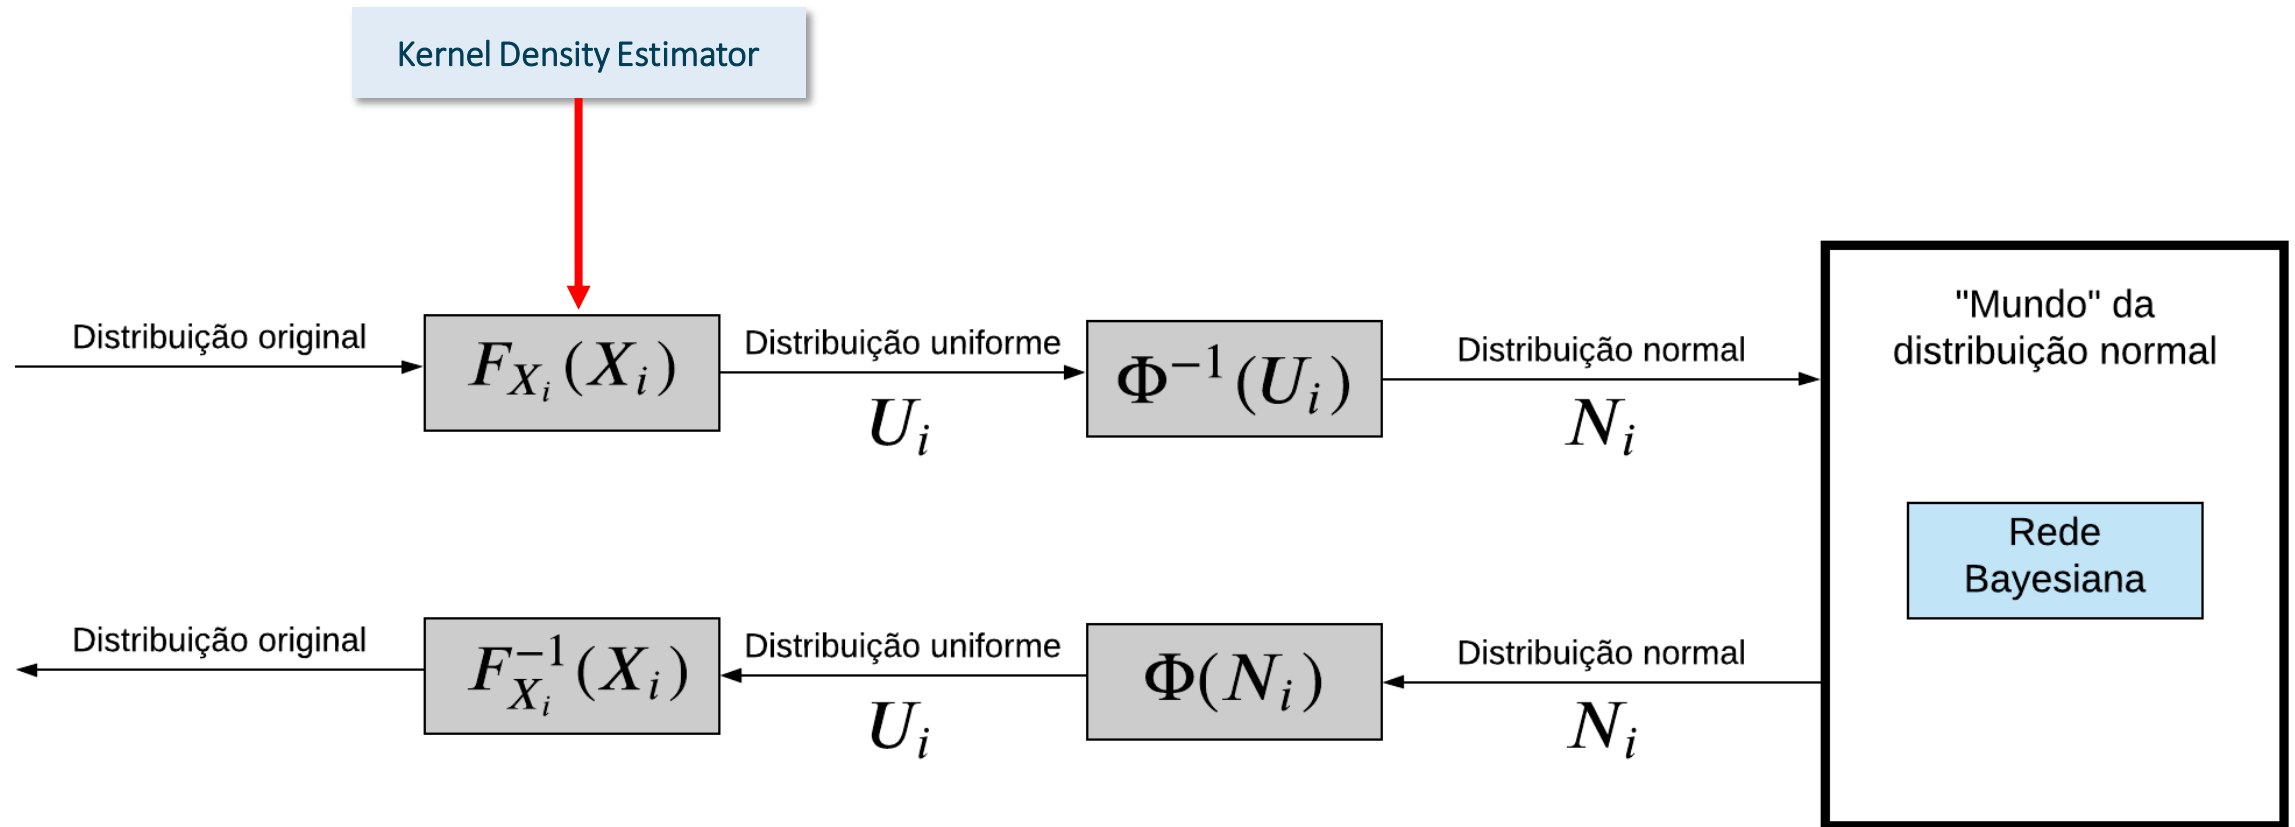 Kernel Density Estimator
Distribuição original
F_{X_i}(X_i)
Distribuição uniforme
U_i
Φ^{-1}(U_i)
Distribuição normal
N_i
"Mundo" da
distribuição normal
Rede
Bayesiana
Distribuição original
F_{X_i}^{-1}(X_i)
Distribuição uniforme
U_i
Φ(N_i)
Distribuição normal
N_i